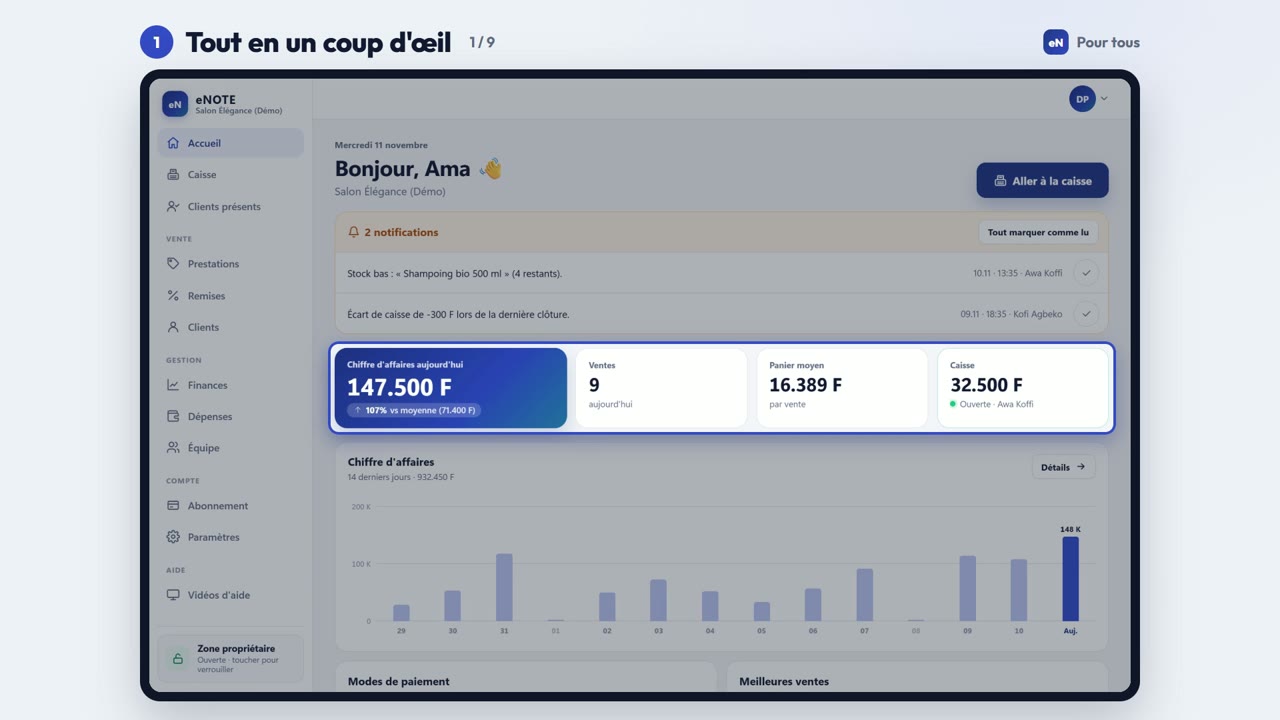 1 Tout en un coup d'œil 1 / 9
eN Pour tous
eN eNOTE
Salon Élégance (Démo)
DP
Accueil
Caisse
Clients présents
VENTE
Prestations
Remises
Clients
GESTION
Finances
Dépenses
Équipe
COMPTE
Abonnement
Paramètres
AIDE
Vidéos d'aide
Zone propriétaire
Ouverte · toucher pour
verrouiller
Mercredi 11 novembre
Bonjour, Ama 👋
Salon Élégance (Démo)
Aller à la caisse
2 notifications
Tout marquer comme lu
Stock bas : « Shampoing bio 500 ml » (4 restants).
10.11 · 13:35 · Awa Koffi
Écart de caisse de -300 F lors de la dernière clôture.
09.11 · 18:35 · Kofi Agbeko
Chiffre d'affaires aujourd'hui
147.500 F
↑ 107% vs moyenne (71.400 F)
Ventes
9
aujourd'hui
Panier moyen
16.389 F
par vente
Caisse
32.500 F
Ouverte · Awa Koffi
Chiffre d'affaires
14 derniers jours · 932.450 F
Détails →
200 K
100 K
0
148 K
29 30 31 01 02 03 04 05 06 07 08 09 10 Auj.
Modes de paiement
Meilleures ventes